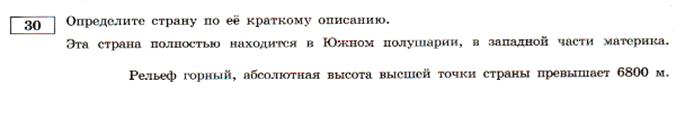 30
Определите страну по её краткому описанию.
Эта страна полностью находится в Южном полушарии, в западной части материка.
Рельеф горный, абсолютная высота высшей точки страны превышает 6800 м.